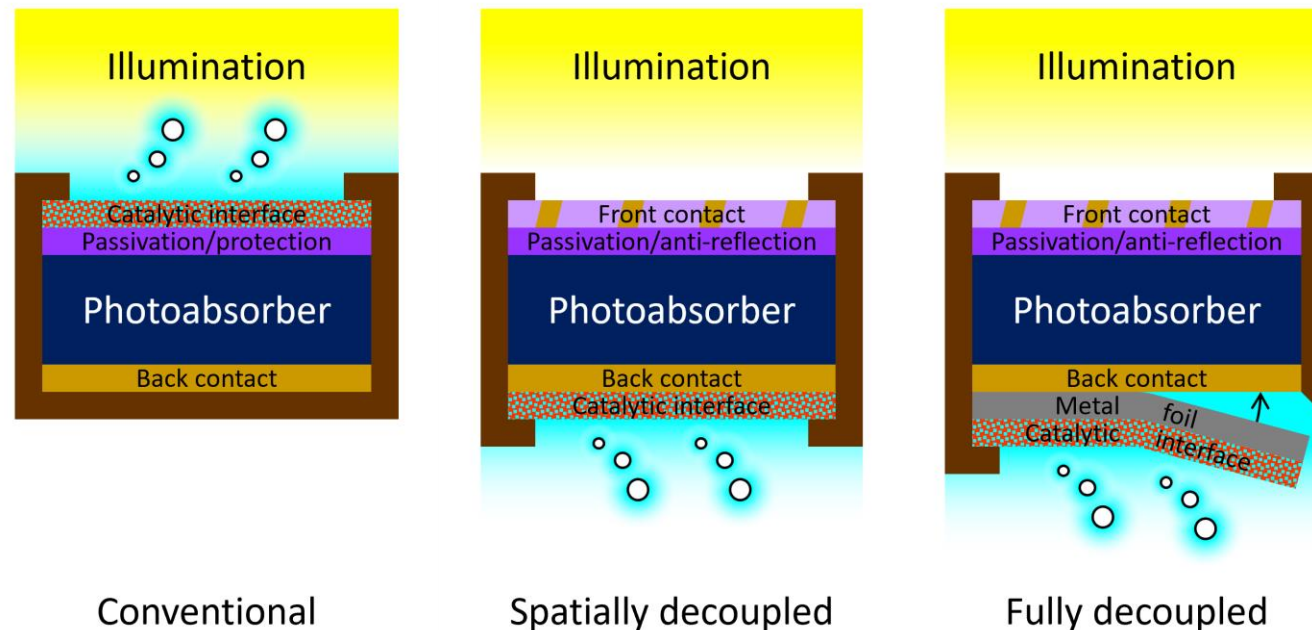 Illumination
Catalytic interface
Passivation/protection
Photoabsorber
Back contact
Conventional
Illumination
Front contact
Passivation/anti-reflection
Photoabsorber
Back contact
Catalytic interface
Spatially decoupled
Illumination
Front contact
Passivation/anti-reflection
Photoabsorber
Back contact
Metal foil
Catalytic interface
Fully decoupled